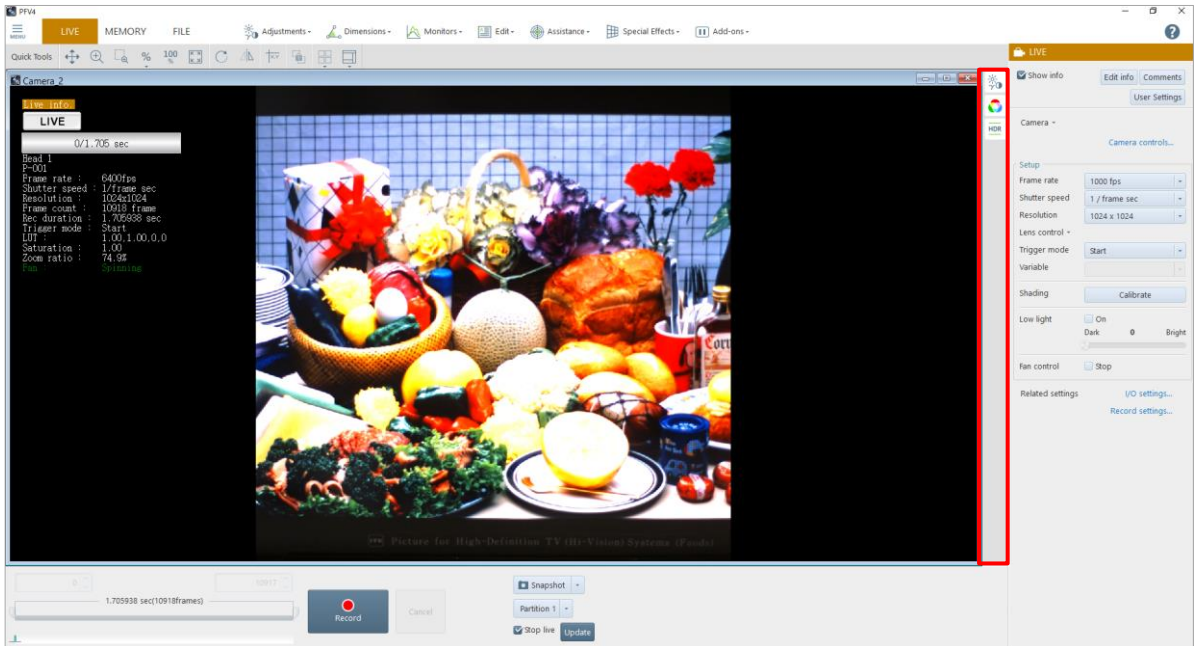 PFV4
MENU
LIVE MEMORY FILE Adjustments Dimensions Monitors Edit Assistance Special Effects Add-ons ?
Quick Tools % 100 %
Camera_2
Live info.
LIVE
0/1.705 sec
Head 1
P-001
Frame rate : 6400fps
Shutter speed : 1/frame sec
Resolution : 1024x1024
Frame count : 10918 frame
Rec duration : 1.705938 sec
Trigger mode : Start
LUT : 1.00,1.00,0,0
Saturation : 1.00
Zoom ratio : 74.9%
Fan Spinning
Corn
Picture for High-Definition TV (Hi-Vision) Systems (Foods)
HDR
LIVE
Show info Edit info Comments
User Settings
Camera
Camera controls...
Setup
Frame rate 1000 fps
Shutter speed 1 / frame sec
Resolution 1024 x 1024
Lens control
Trigger mode Start
Variable
Shading Calibrate
Low light On
Dark 0 Bright
Fan control Stop
Related settings I/O settings...
Record settings...
0 10917
1.705938 sec(10918frames)
Record
Cancel
Snapshot
Partition 1
Stop live Update